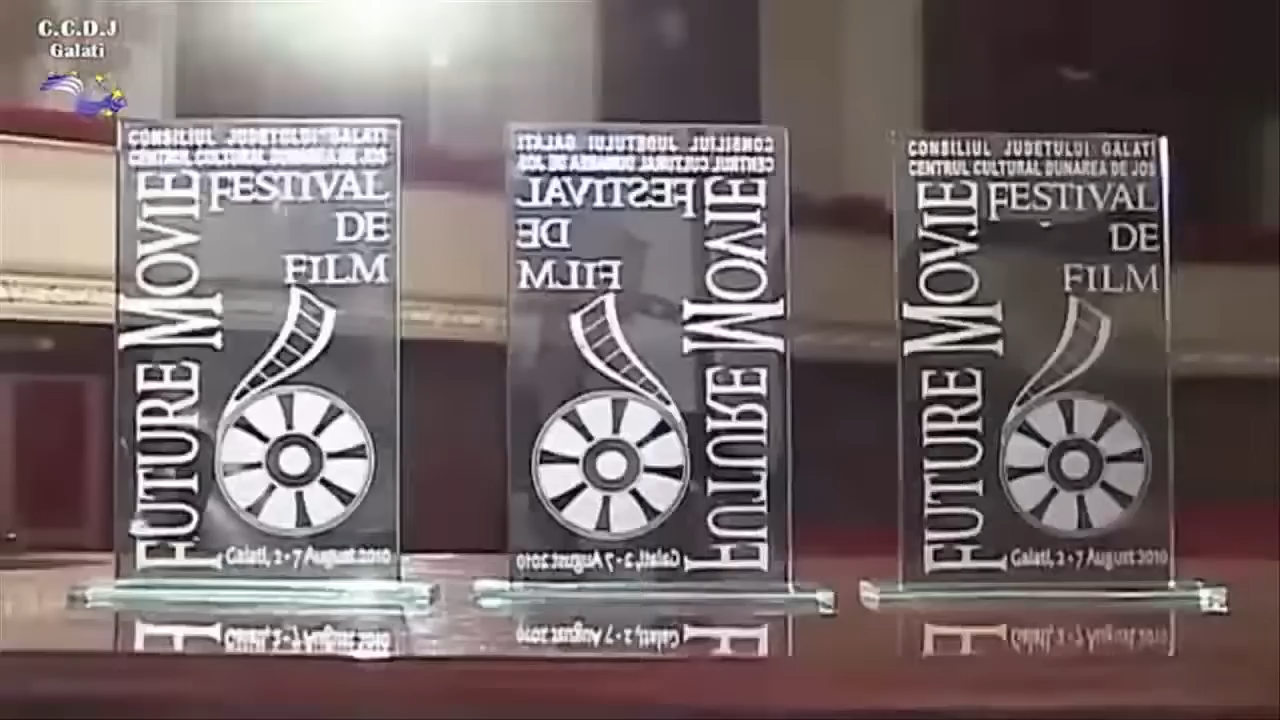 C.C.D.J
Galati
CONSILIUL JUDETULUI GALATI
CENTRUL CULTURAL DUNAREA DE JOS
FESTIVAL
DE
FILM
FUTURE MOVIE
Galati, 2-7 August 2010
CONSILIUL JUDETULUI GALATI
CENTRUL CULTURAL DUNAREA DE JOS
FESTIVAL
DE
FILM
FUTURE MOVIE
Galati, 2-7 August 2010
CONSILIUL JUDETULUI GALATI
CENTRUL CULTURAL DUNAREA DE JOS
FESTIVAL
DE
FILM
FUTURE MOVIE
Galati, 2-7 August 2010